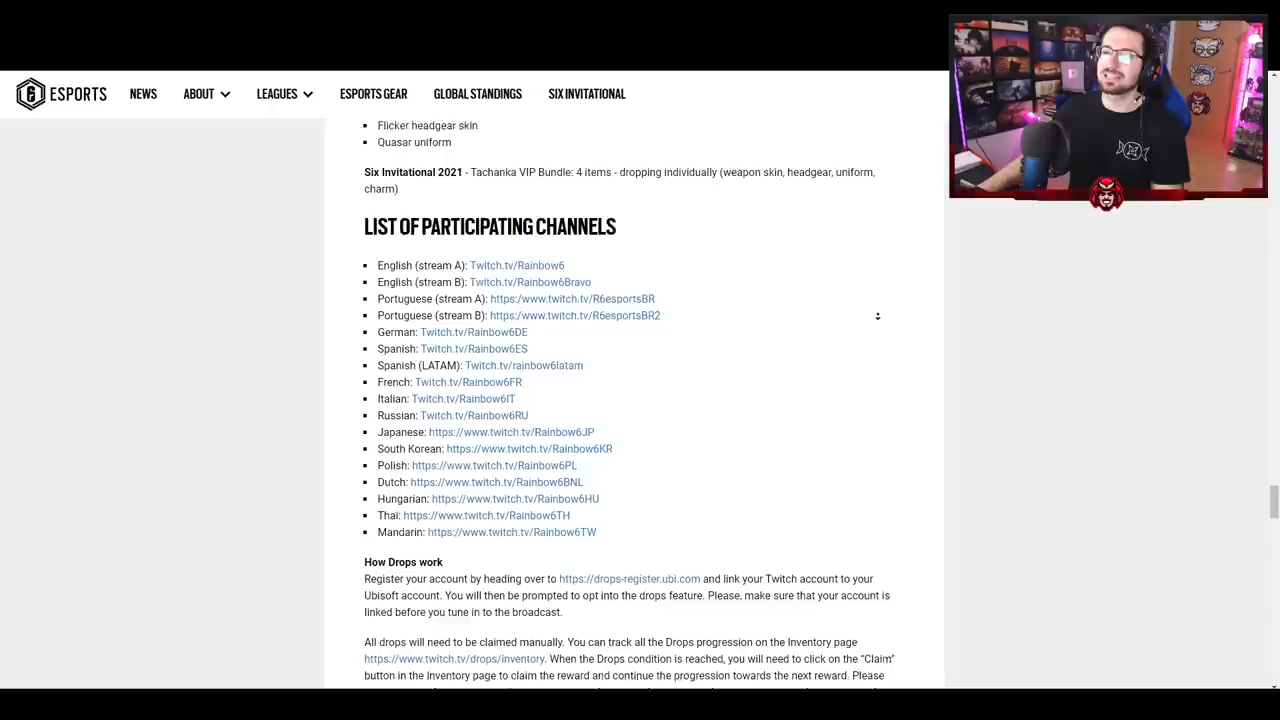 ESPORTS NEWS ABOUT LEAGUES ESPORTS GEAR GLOBAL STANDINGS SIX INVITATIONAL
Flicker headgear skin
Quasar uniform
Six Invitational 2021 - Tachanka VIP Bundle: 4 items - dropping individually (weapon skin, headgear, uniform,
charm)
LIST OF PARTICIPATING CHANNELS
English (stream A): Twitch.tv/Rainbow6
English (stream B): Twitch.tv/Rainbow6Bravo
Portuguese (stream A): https:/www.twitch.tv/R6esportsBR
Portuguese (stream B): https:/www.twitch.tv/R6esportsBR2
German: Twitch.tv/Rainbow6DE
Spanish: Twitch.tv/Rainbow6ES
Spanish (LATAM): Twitch.tv/rainbow6latam
French: Twitch.tv/Rainbow6FR
Italian: Twitch.tv/Rainbow6IT
Russian: Twitch.tv/Rainbow6RU
Japanese: https://www.twitch.tv/Rainbow6JP
South Korean: https://www.twitch.tv/Rainbow6KR
Polish: https://www.twitch.tv/Rainbow6PL
Dutch: https://www.twitch.tv/Rainbow6BNL
Hungarian: https://www.twitch.tv/Rainbow6HU
Thaï: https://www.twitch.tv/Rainbow6TH
Mandarin: https://www.twitch.tv/Rainbow6TW
How Drops work
Register your account by heading over to https://drops-register.ubi.com and link your Twitch account to your
Ubisoft account. You will then be prompted to opt into the drops feature. Please, make sure that your account is
linked before you tune in to the broadcast.
All drops will need to be claimed manually. You can track all the Drops progression on the Inventory page
https://www.twitch.tv/drops/inventory. When the Drops condition is reached, you will need to click on the “Claim”
button in the Inventory page to claim the reward and continue the progression towards the next reward. Please